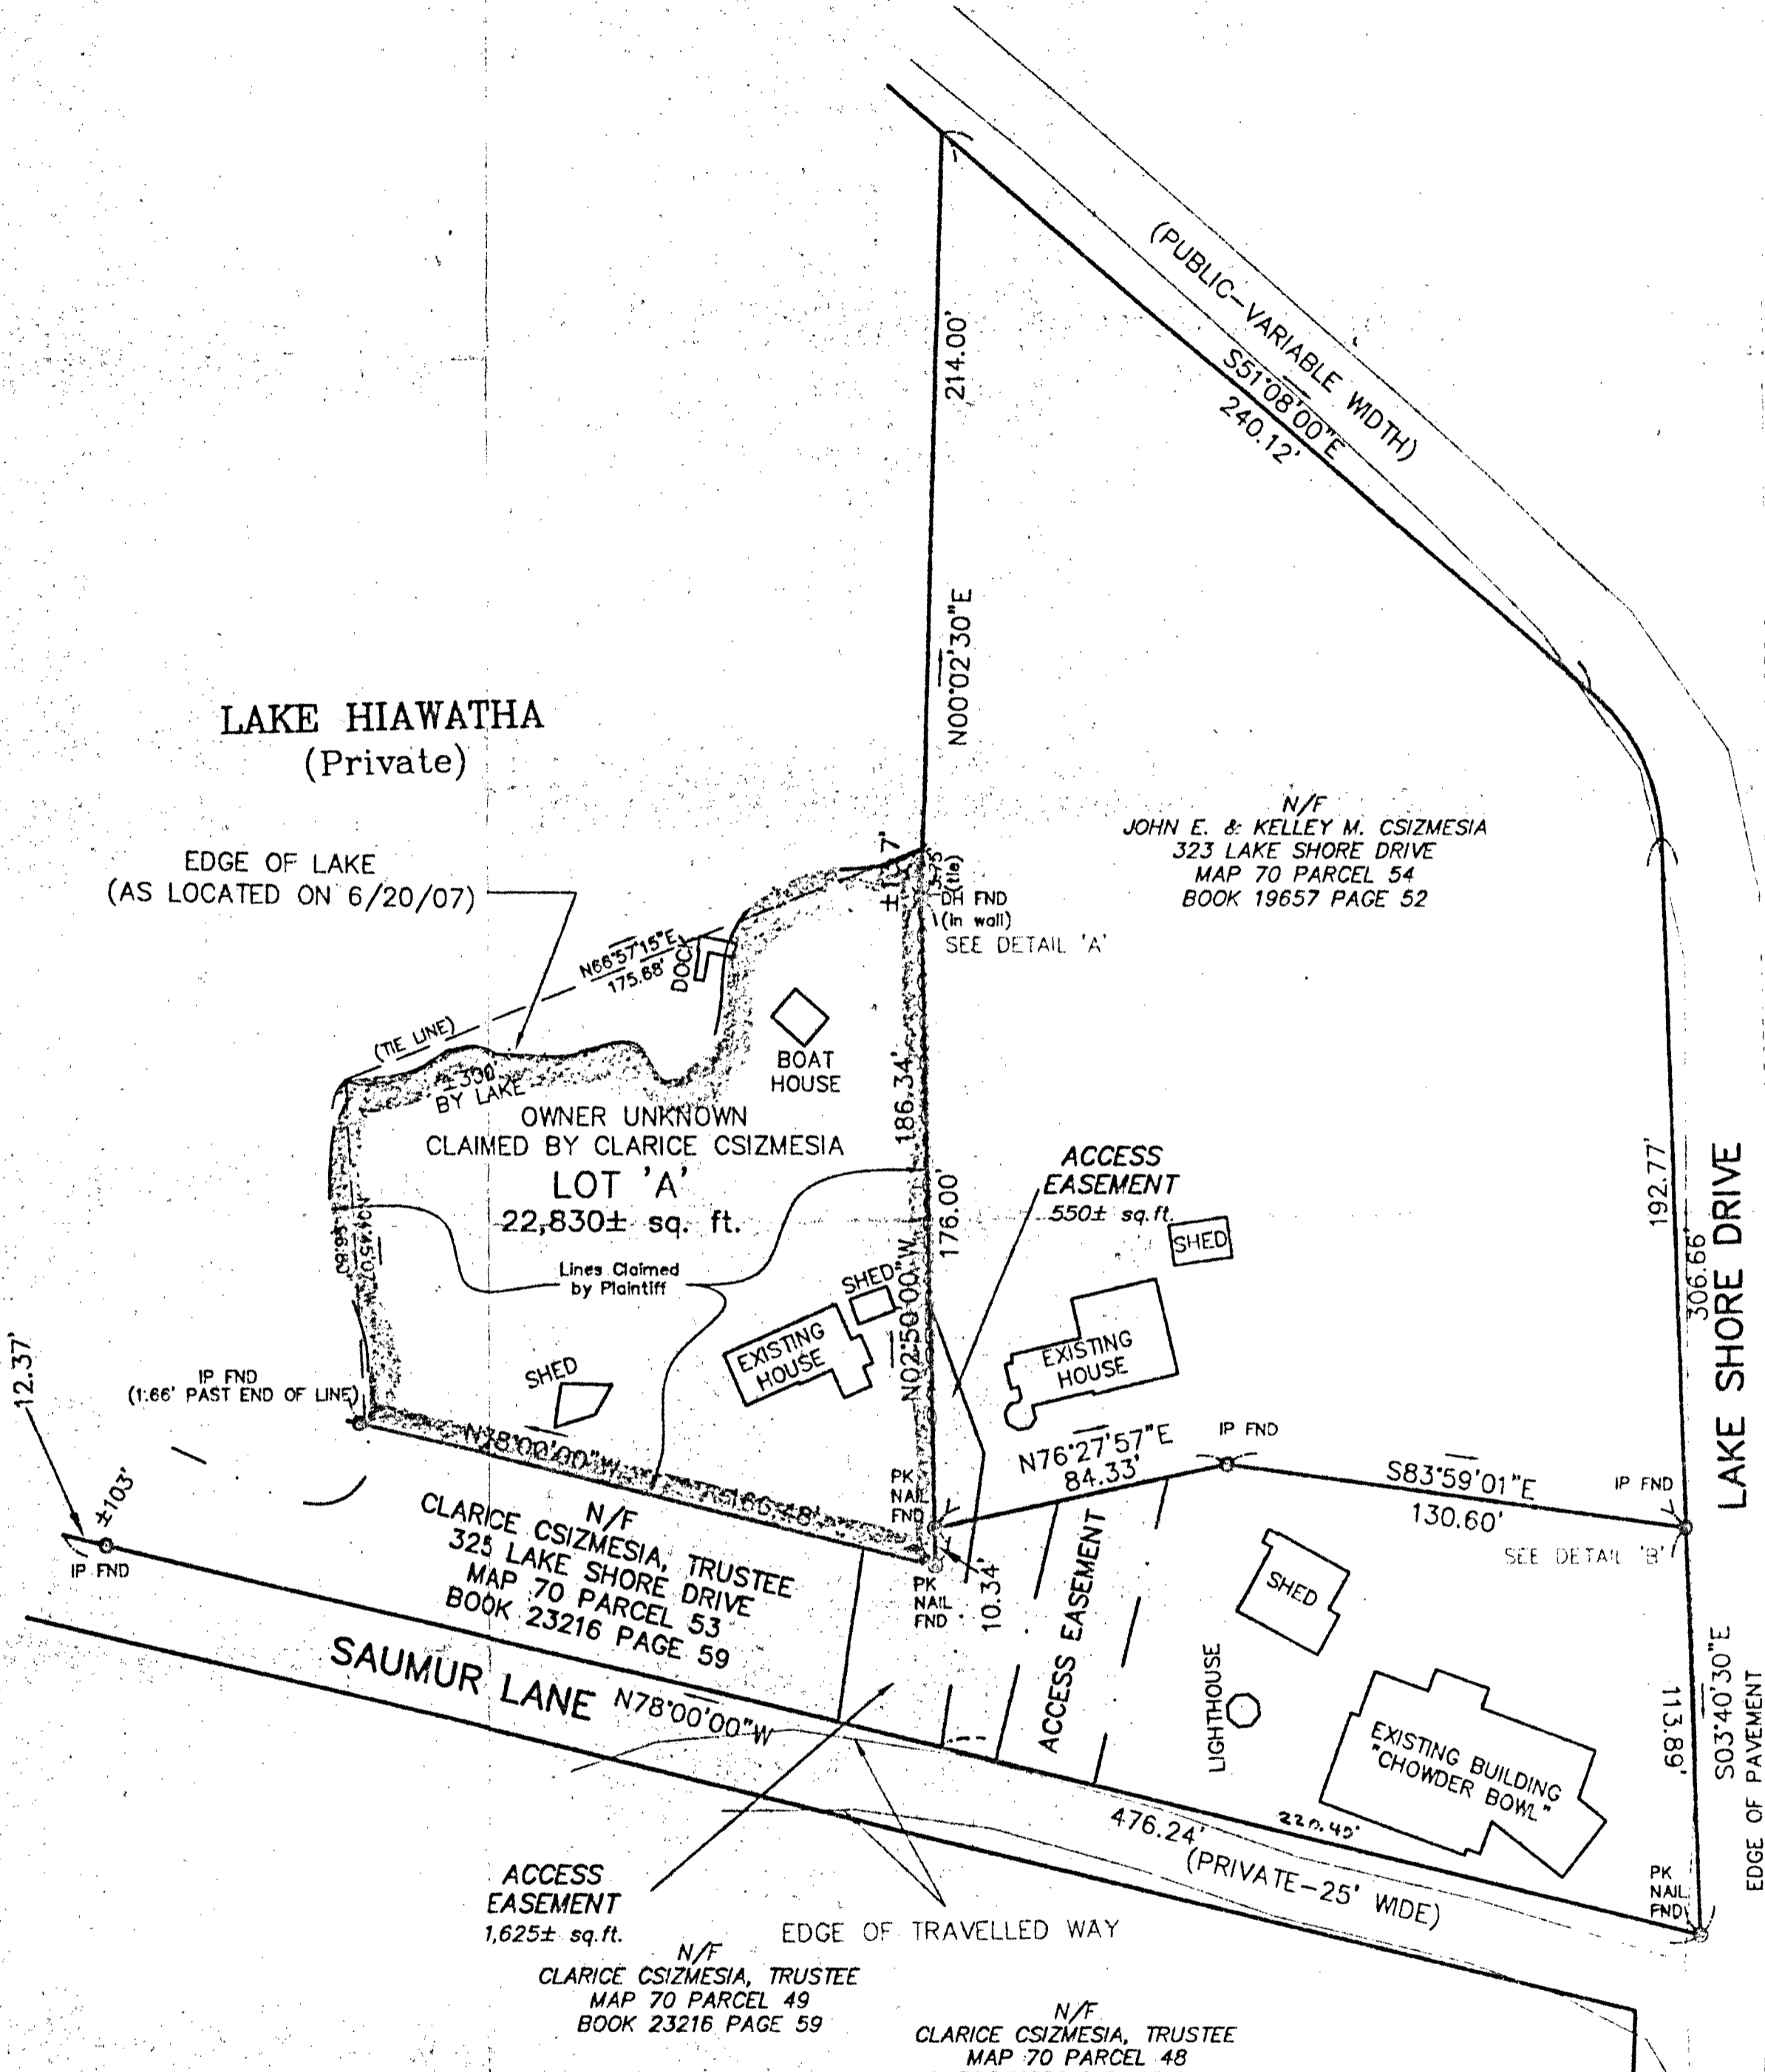 (PUBLIC-VARIABLE WIDTH)
S51°08'00"E
240.12'
214.00'
N00°02'30"E
LAKE HIAWATHA
(Private)
EDGE OF LAKE
(AS LOCATED ON 6/20/07)
N/F
JOHN E. & KELLEY M. CSIZMESIA
323 LAKE SHORE DRIVE
MAP 70 PARCEL 54
BOOK 19657 PAGE 52
(tie)
DH FND
(in wall)
SEE DETAIL 'A'
N66°57'15"E
175.68'
DOCK
(TIE LINE)
±300'
BY LAKE
BOAT
HOUSE
OWNER UNKNOWN
CLAIMED BY CLARICE CSIZMESIA
LOT 'A'
22,830± sq. ft.
Lines Claimed
by Plaintiff
186.34'
176.00'
N02°50'00"W
N04°45'07"W
ACCESS
EASEMENT
550± sq.ft.
SHED
SHED
EXISTING
HOUSE
EXISTING
HOUSE
SHED
192.77'
306.66'
LAKE SHORE DRIVE
12.37'
IP FND
(1.66' PAST END OF LINE)
±103'
IP FND
N78°00'00"W
166.48'
PK
NAIL
FND
N76°27'57"E
84.33'
IP FND
S83°59'01"E
130.60'
IP FND
SEE DETAIL 'B'
N/F
CLARICE CSIZMESIA, TRUSTEE
325 LAKE SHORE DRIVE
MAP 70 PARCEL 53
BOOK 23216 PAGE 59
PK
NAIL
FND
10.34'
ACCESS EASEMENT
SHED
LIGHTHOUSE
EXISTING BUILDING
"CHOWDER BOWL"
S03°40'30"E
113.89'
EDGE OF PAVEMENT
SAUMUR LANE
N78°00'00"W
476.24'
220.45'
(PRIVATE-25' WIDE)
PK
NAIL
FND
ACCESS
EASEMENT
1,625± sq.ft.
EDGE OF TRAVELLED WAY
N/F
CLARICE CSIZMESIA, TRUSTEE
MAP 70 PARCEL 49
BOOK 23216 PAGE 59
N/F
CLARICE CSIZMESIA, TRUSTEE
MAP 70 PARCEL 48